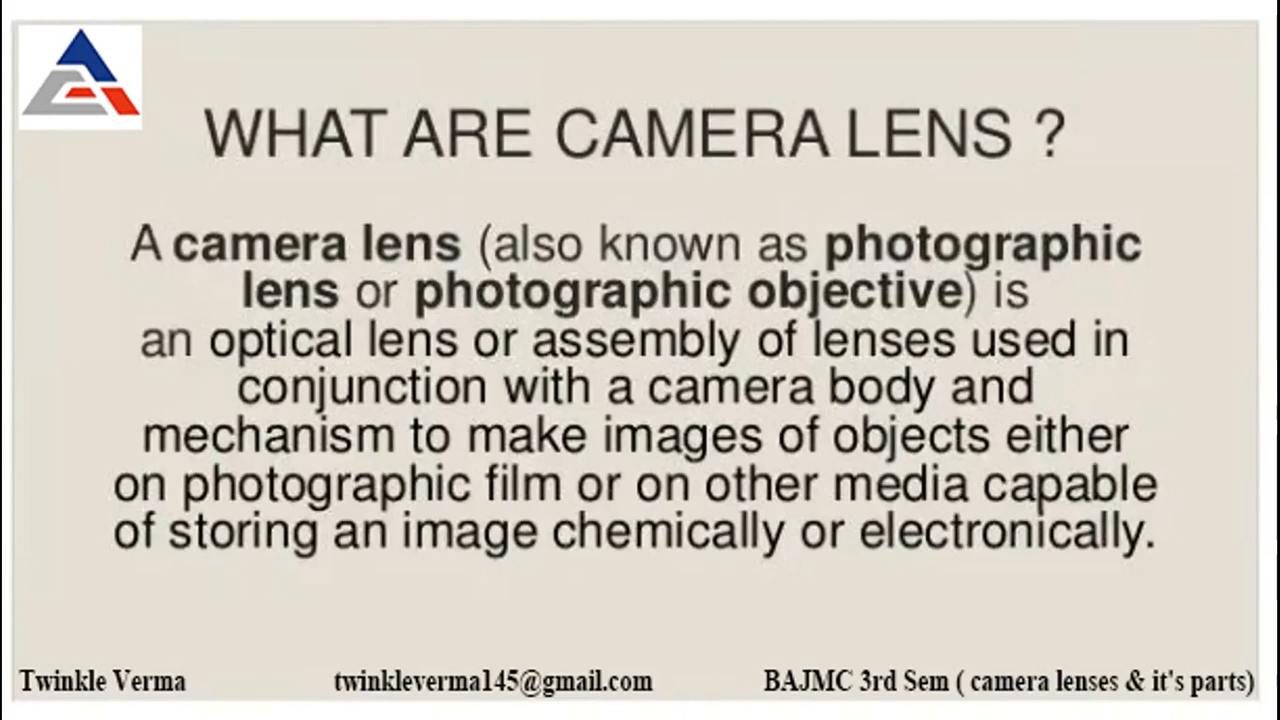 WHAT ARE CAMERA LENS ?
A camera lens (also known as photographic
lens or photographic objective) is
an optical lens or assembly of lenses used in
conjunction with a camera body and
mechanism to make images of objects either
on photographic film or on other media capable
of storing an image chemically or electronically.
Twinkle Verma twinkleverma145@gmail.com BAJMC 3rd Sem ( camera lenses & it's parts)